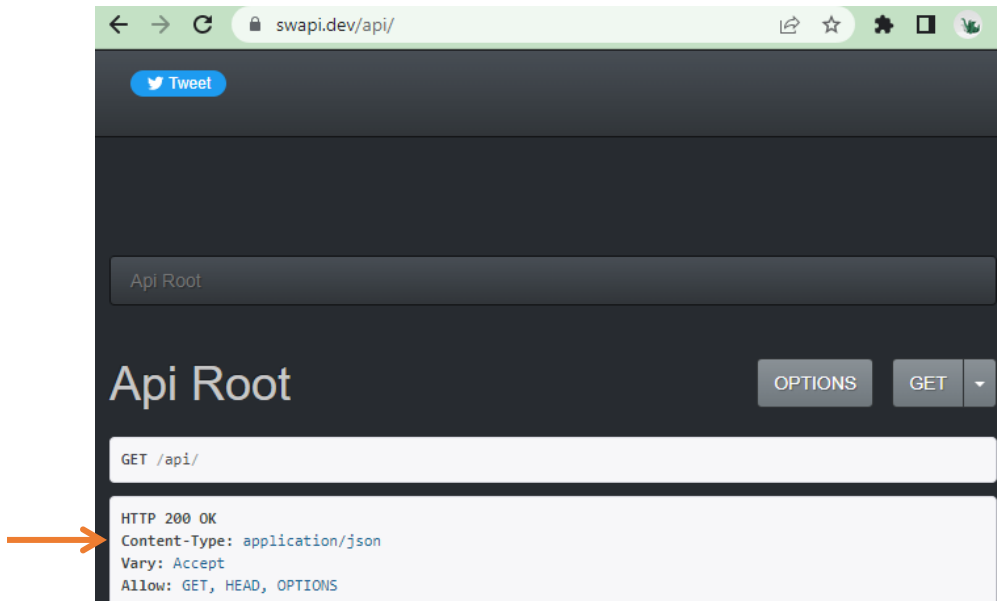 swapi.dev/api/
Tweet
Api Root
Api Root
OPTIONS
GET
GET /api/
HTTP 200 OK
Content-Type: application/json
Vary: Accept
Allow: GET, HEAD, OPTIONS